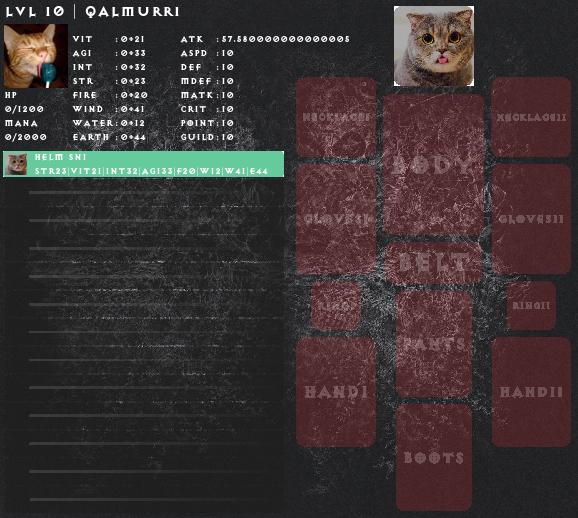 LVL 10 | QALMURRI
VIT : 0+21 ATK : 57.580000000000005
AGI : 0+33 ASPD : 10
INT : 0+32 DEF : 10
STR : 0+23 MDEF : 10
HP FIRE : 0+20 MATK : 10
0/1200 WIND : 0+41 CRIT : 10
MANA WATER : 0+12 POINT : 10
0/2000 EARTH : 0+44 GUILD : 10
HELM SN1
STR23|VIT21|INT32|AGI33|F20|W12|W41|E44
NECKLACEI
NECKLACEII
BODY
GLOVESI
GLOVESII
BELT
RINGI
RINGII
PANTS
HANDI
HANDII
BOOTS